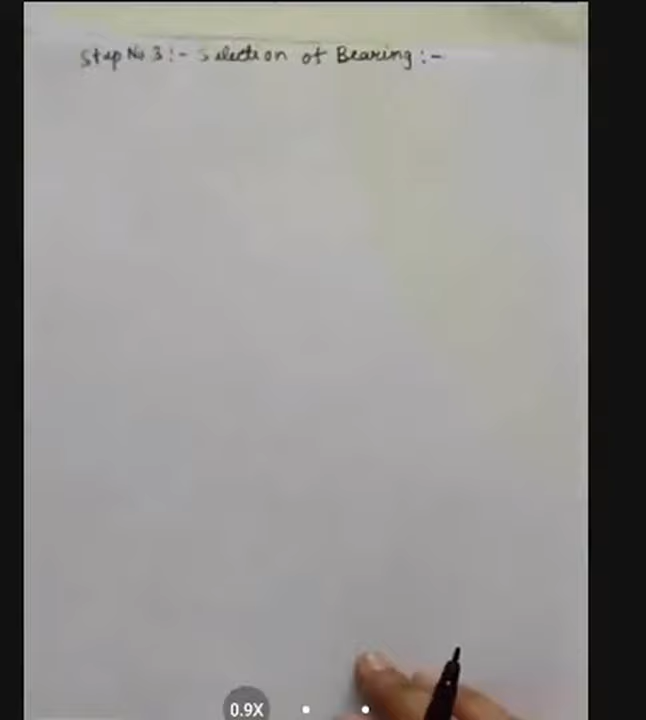 Step No 3:- Selection of Bearing:-
0.9X